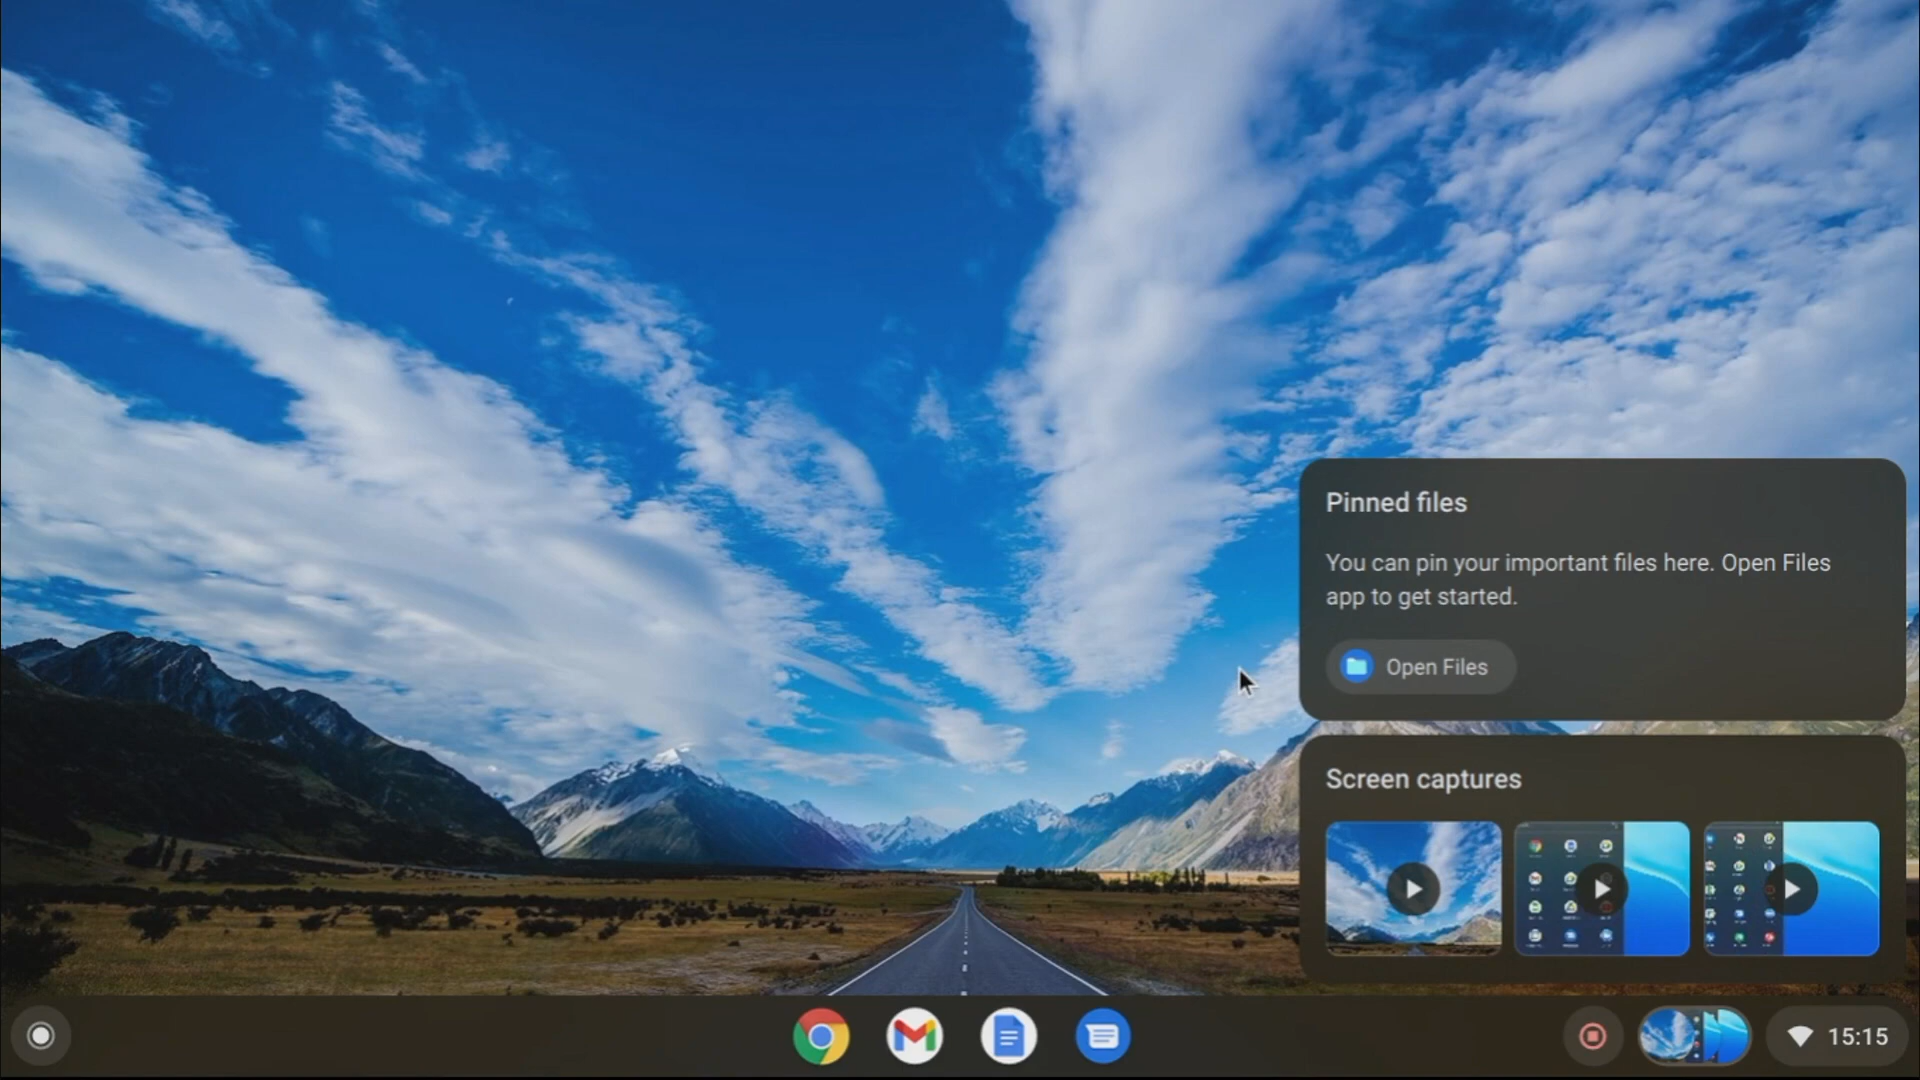 Pinned files
You can pin your important files here. Open Files
app to get started.
Open Files
Screen captures
15:15